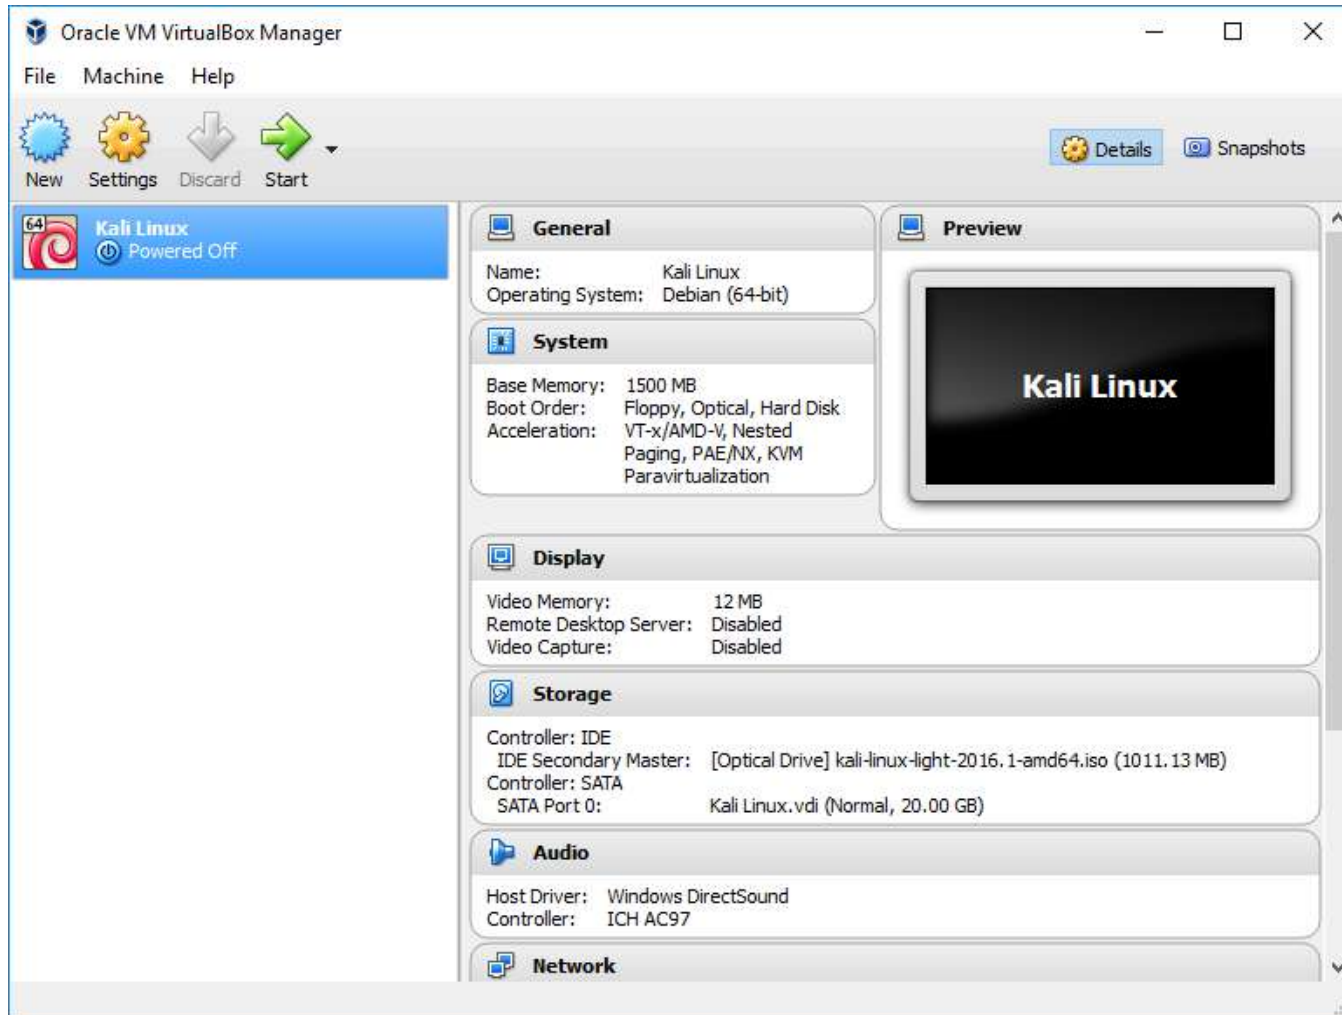 Oracle VM VirtualBox Manager
File Machine Help
New Settings Discard Start
Details Snapshots
64
Kali Linux
Powered Off
General
Name: Kali Linux
Operating System: Debian (64-bit)
System
Base Memory: 1500 MB
Boot Order: Floppy, Optical, Hard Disk
Acceleration: VT-x/AMD-V, Nested
Paging, PAE/NX, KVM
Paravirtualization
Preview
Kali Linux
Display
Video Memory: 12 MB
Remote Desktop Server: Disabled
Video Capture: Disabled
Storage
Controller: IDE
IDE Secondary Master: [Optical Drive] kali-linux-light-2016.1-amd64.iso (1011.13 MB)
Controller: SATA
SATA Port 0: Kali Linux.vdi (Normal, 20.00 GB)
Audio
Host Driver: Windows DirectSound
Controller: ICH AC97
Network